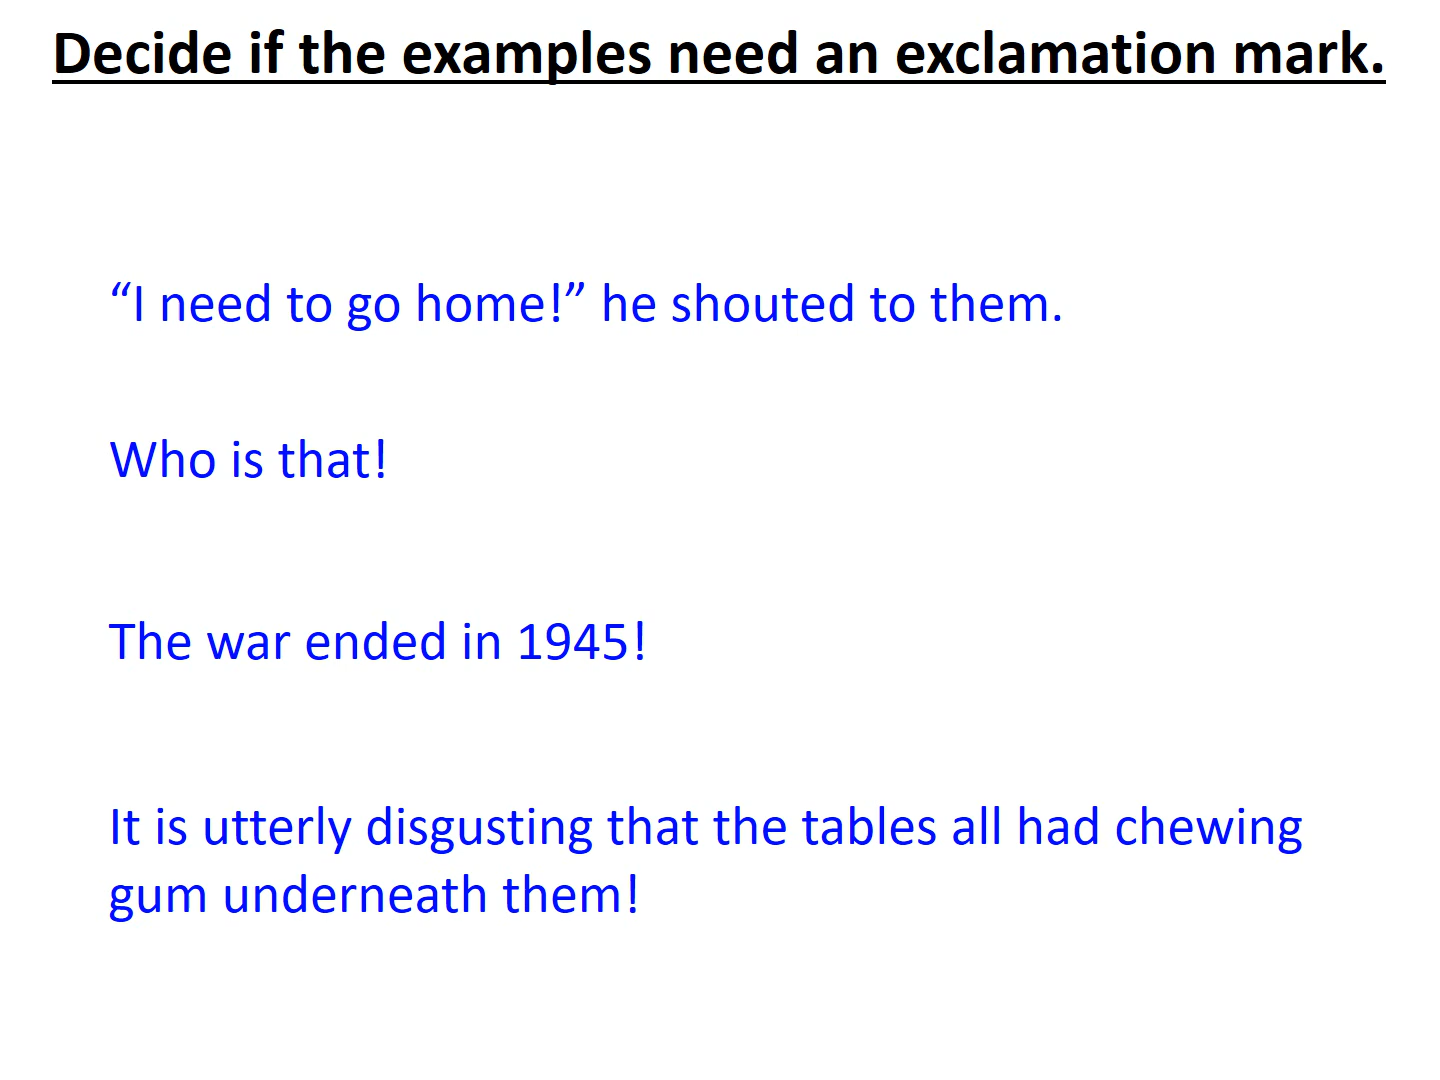 Decide if the examples need an exclamation mark.
“I need to go home!” he shouted to them.
Who is that!
The war ended in 1945!
It is utterly disgusting that the tables all had chewing
gum underneath them!